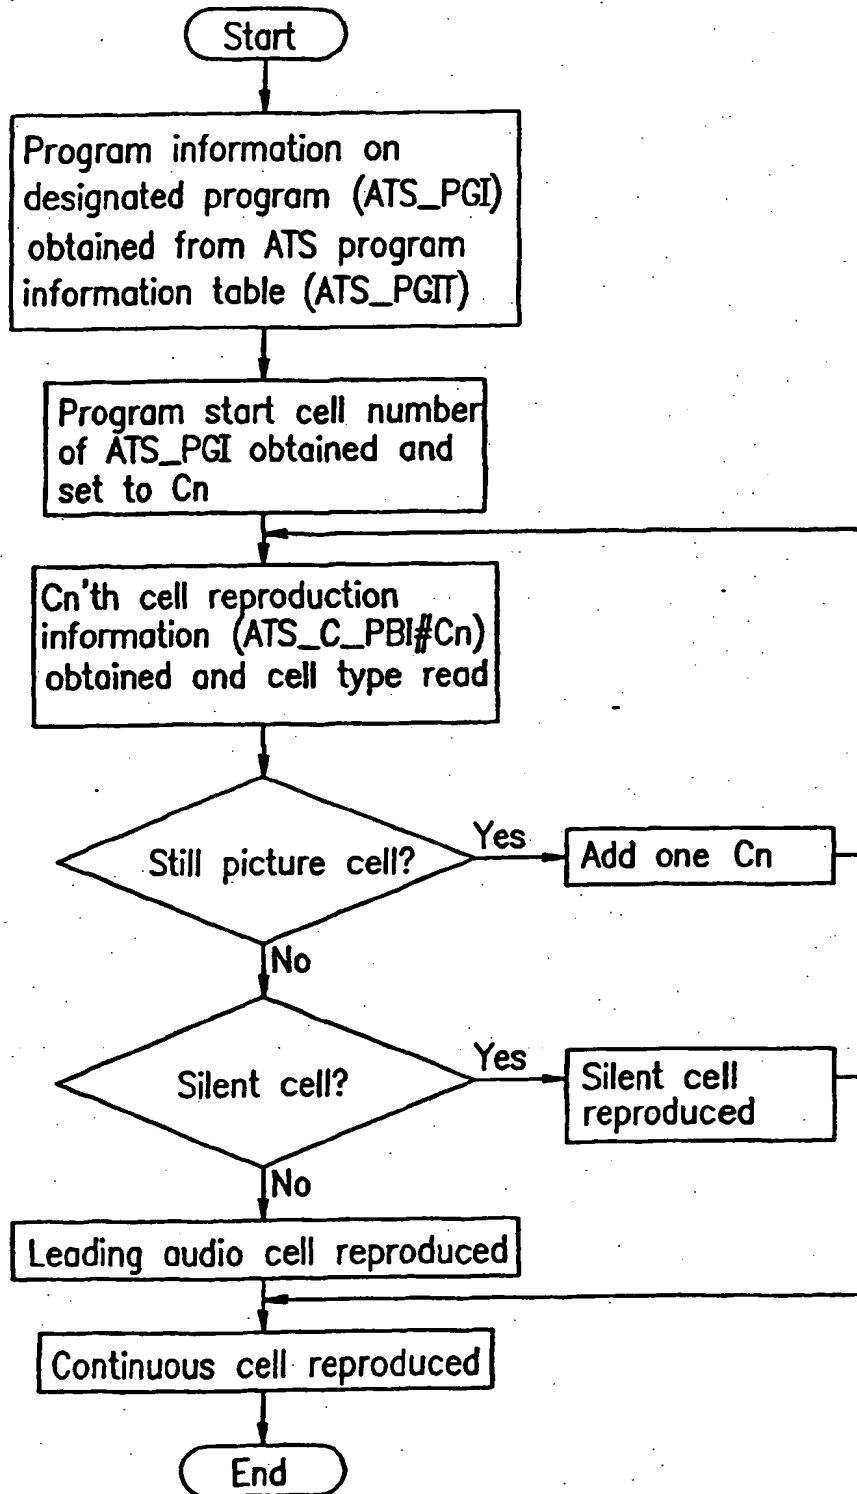 Start
Program information on
designated program (ATS_PGI)
obtained from ATS program
information table (ATS_PGIT)
Program start cell number
of ATS_PGI obtained and
set to Cn
Cn'th cell reproduction
information (ATS_C_PBI#Cn)
obtained and cell type read
Still picture cell?
Yes
Add one Cn
No
Silent cell?
Yes
Silent cell
reproduced
No
Leading audio cell reproduced
Continuous cell reproduced
End